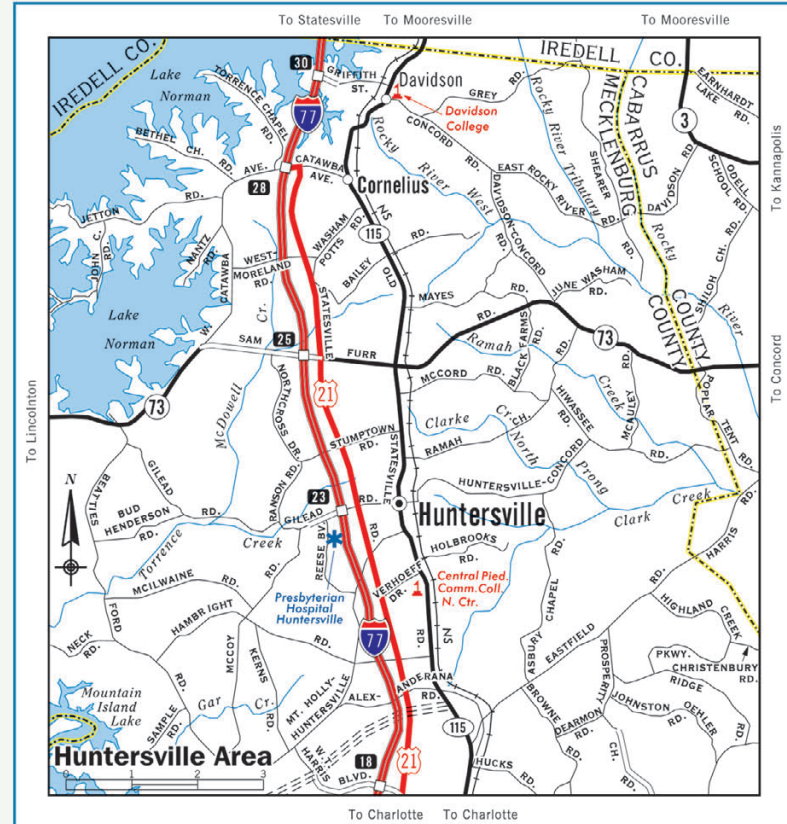 To Statesville
To Mooresville
To Mooresville
IREDELL CO.
IREDELL CO.
Lake
Norman
TORRENCE CHAPEL
RD.
30
GRIFFITH
ST.
Davidson
Davidson
College
GREY
RD.
Rocky River Tributary
CABARRUS
MECKLENBURG
3
EARNHARDT
LAKE RD.
77
BETHEL CH. RD.
CATAWBA
AVE.
AVE.
28
Cornelius
Rocky River West
CONCORD
RD.
EAST ROCKY
RIVER RD.
SHEARER
RD.
DAVIDSON RD.
ODELL
SCHOOL RD.
To Kannapolis
JETTON
RD.
JOHN C.
RD.
NANTZ
RD.
W. CATAWBA
WEST-
MORELAND
RD.
WASHAM
POTTS RD.
BAILEY
RD.
NS
115
OLD
STATESVILLE
RD.
DAVIDSON-CONCORD
RD.
JUNE WASHAM
RD.
MAYES
RD.
SHILOH CH. RD.
Rocky
River
COUNTY
COUNTY
Lake
Norman
Cr.
SAM
FURR
25
STATESVILLE
21
73
73
Ramah
Creek
BLACK FARMS
RD.
MCCORD
RD.
MCAULEY
RD.
HIWASSEE
RD.
POPLAR
TENT
RD.
To Concord
To Lincolnton
McDowell
NORTHCROSS DR.
STUMPTOWN
RD.
Clarke
Cr.
CH.
RAMAH
North
Prong
HUNTERSVILLE-CONCORD
RD.
Clark
Creek
N
BEATTIES
FORD
RD.
GILEAD
BUD
HENDERSON
RD.
RANSON RD.
23
GILEAD
RD.
Huntersville
Torrence
Creek
REESE BV.
RD.
HOLBROOKS
RD.
HARRIS
RD.
MCILWAINE
RD.
Presbyterian
Hospital
Huntersville
VERHOEFF
DR.
Central Pied.
Comm. Coll.
N. Ctr.
ASBURY CHAPEL
RD.
HIGHLAND
CREEK
PKWY.
HAMBRIGHT
RD.
77
NS
EASTFIELD
RD.
CHRISTENBURY
RD.
NECK
RD.
MCCOY
RD.
KERNS
RD.
MT. HOLLY-
HUNTERSVILLE
ALEX-
ANDERANA
RD.
PROSPERITY
CH.
RD.
RIDGE
RD.
Mountain
Island
Lake
Gar
Cr.
SAMPLE
RD.
BROWNE
RD.
DEARMON
RD.
JOHNSTON
OEHLER
RD.
Huntersville Area
0 1 2 3
W.T.
HARRIS
BLVD.
18
21
115
HUCKS
RD.
To Charlotte
To Charlotte